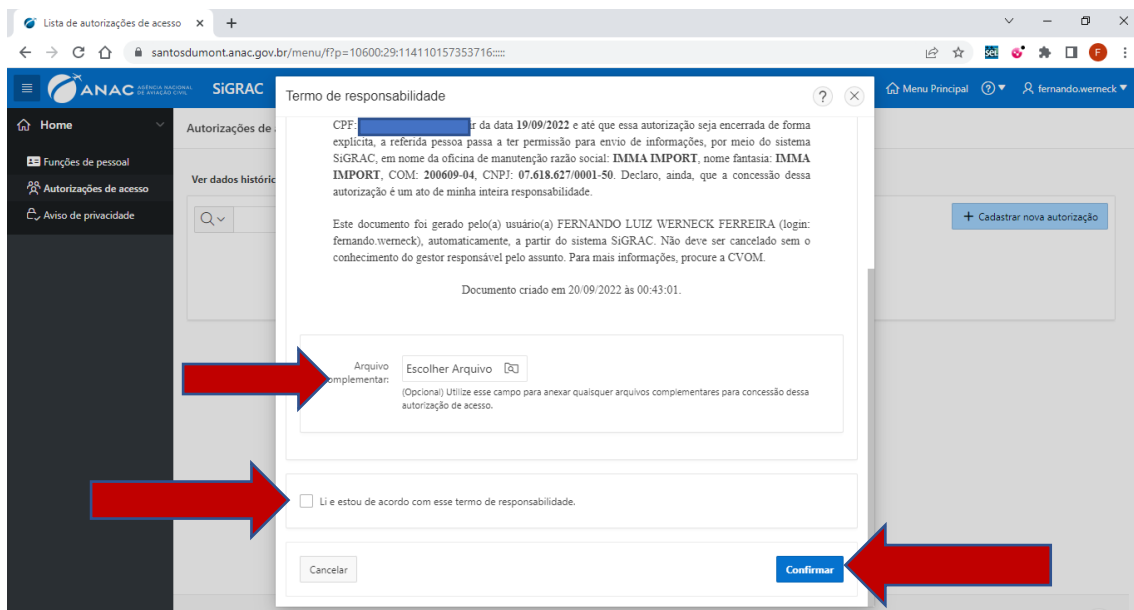 Lista de autorizações de acesso
santosdumont.anac.gov.br/menu/f?p=10600:29:114110157353716:::::
sei
F
ANAC AGÊNCIA NACIONAL DE AVIAÇÃO CIVIL
SiGRAC
Menu Principal
fernando.werneck
Home
Funções de pessoal
Autorizações de acesso
Aviso de privacidade
Autorizações de
Ver dados históric
+ Cadastrar nova autorização
Termo de responsabilidade
CPF: ir da data 19/09/2022 e até que essa autorização seja encerrada de forma
explícita, a referida pessoa passa a ter permissão para envio de informações, por meio do sistema
SiGRAC, em nome da oficina de manutenção razão social: IMMA IMPORT, nome fantasia: IMMA
IMPORT, COM: 200609-04, CNPJ: 07.618.627/0001-50. Declaro, ainda, que a concessão dessa
autorização é um ato de minha inteira responsabilidade.
Este documento foi gerado pelo(a) usuário(a) FERNANDO LUIZ WERNECK FERREIRA (login:
fernando.werneck), automaticamente, a partir do sistema SiGRAC. Não deve ser cancelado sem o
conhecimento do gestor responsável pelo assunto. Para mais informações, procure a CVOM.
Documento criado em 20/09/2022 às 00:43:01.
Arquivo
omplementar:
Escolher Arquivo
(Opcional) Utilize esse campo para anexar quaisquer arquivos complementares para concessão dessa
autorização de acesso.
Li e estou de acordo com esse termo de responsabilidade.
Cancelar
Confirmar